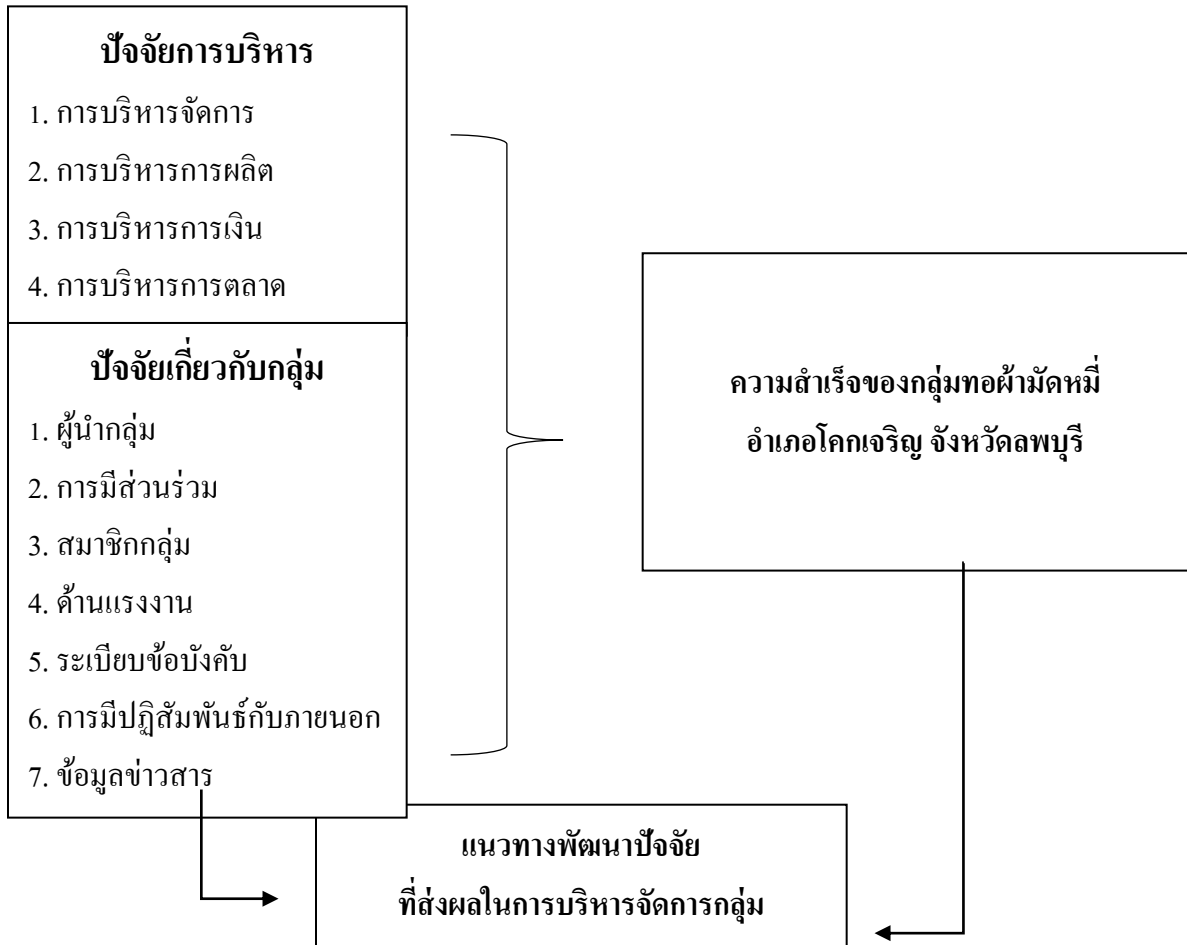 ปัจจัยการบริหาร
1. การบริหารจัดการ
2. การบริหารการผลิต
3. การบริหารการเงิน
4. การบริหารการตลาด
ปัจจัยเกี่ยวกับกลุ่ม
1. ผู้นำกลุ่ม
2. การมีส่วนร่วม
3. สมาชิกกลุ่ม
4. ด้านแรงงาน
5. ระเบียบข้อบังคับ
6. การมีปฏิสัมพันธ์กับภายนอก
7. ข้อมูลข่าวสาร
ความสำเร็จของกลุ่มทอผ้ามัดหมี่
อำเภอโคกเจริญ จังหวัดลพบุรี
แนวทางพัฒนาปัจจัย
ที่ส่งผลในการบริหารจัดการกลุ่ม